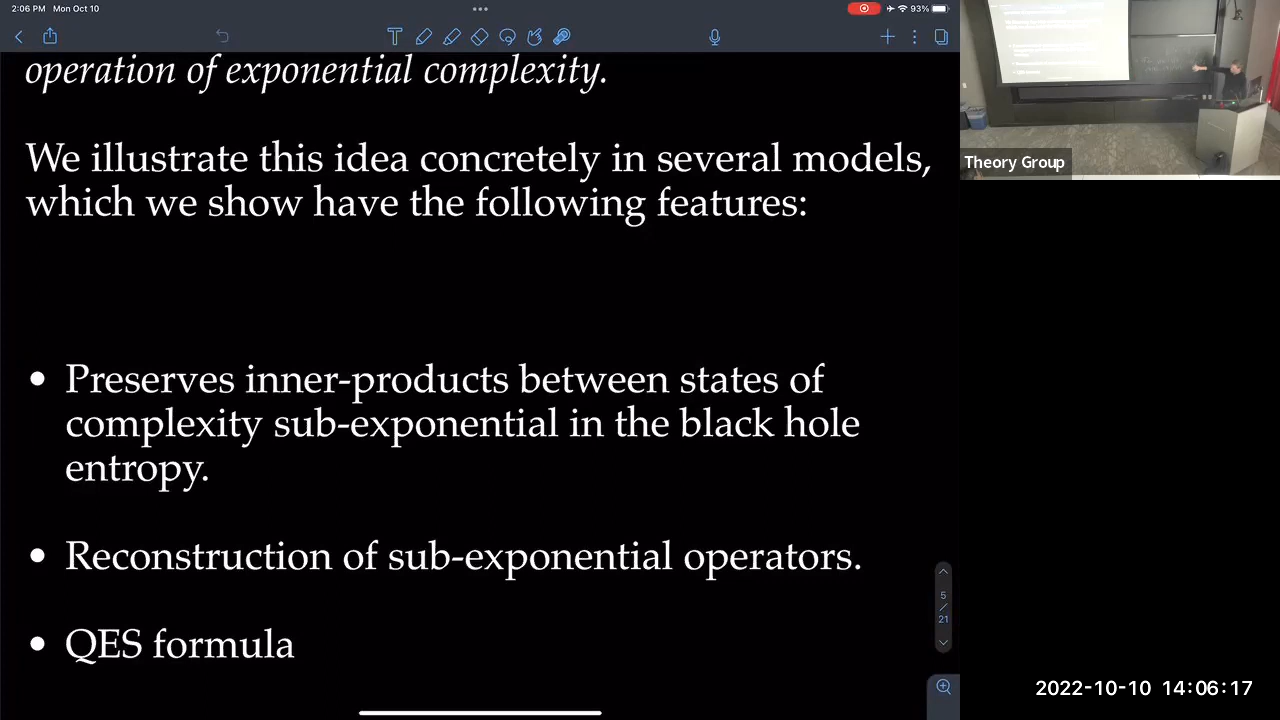 2:06 PM Mon Oct 10
93%
operation of exponential complexity.
We illustrate this idea concretely in several models,
which we show have the following features:
• Preserves inner-products between states of
complexity sub-exponential in the black hole
entropy.
• Reconstruction of sub-exponential operators.
• QES formula
5
/
21
Theory Group
2022-10-10 14:06:17